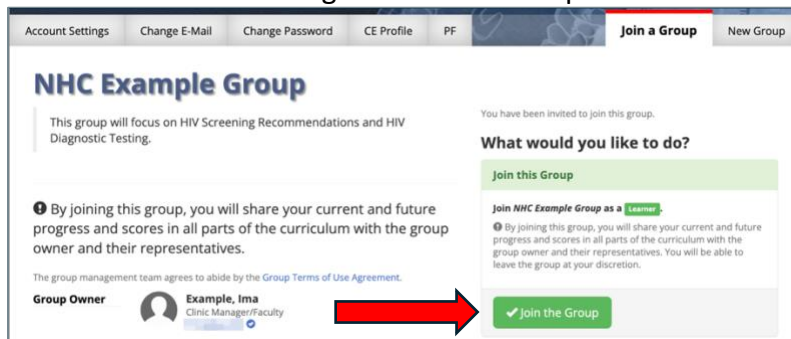 Account Settings Change E-Mail Change Password CE Profile PF Join a Group New Group
NHC Example Group
This group will focus on HIV Screening Recommendations and HIV
Diagnostic Testing.
By joining this group, you will share your current and future
progress and scores in all parts of the curriculum with the group
owner and their representatives.
The group management team agrees to abide by the Group Terms of Use Agreement.
Group Owner
Example, Ima
Clinic Manager/Faculty
You have been invited to join this group.
What would you like to do?
Join this Group
Join NHC Example Group as a Learner.
By joining this group, you will share your current and future
progress and scores in all parts of the curriculum with the
group owner and their representatives. You will be able to
leave the group at your discretion.
Join the Group